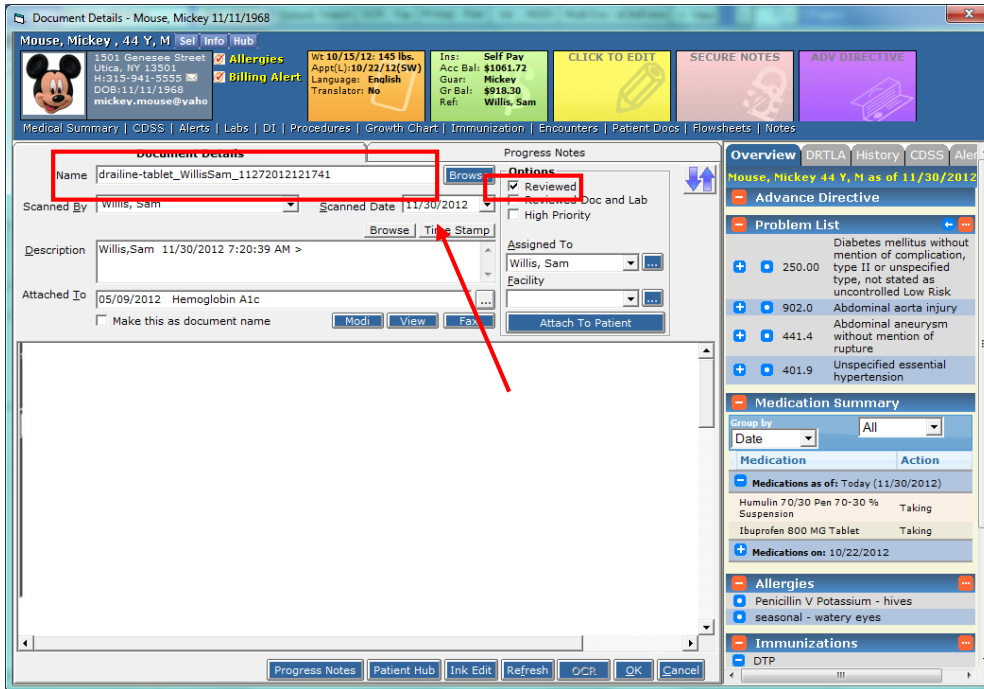 Document Details - Mouse, Mickey 11/11/1968
Mouse, Mickey , 44 Y, M Sel Info Hub
1501 Genesee Street
Utica, NY 13501
H:315-941-5555
DOB:11/11/1968
mickey.mouse@yaho
Allergies
Billing Alert
Wt 10/15/12: 145 lbs.
Appt(L):10/22/12(SW)
Language: English
Translator: No
Ins: Self Pay
Acc Bal: $1061.72
Guar: Mickey
Gr Bal: $918.30
Ref: Willis, Sam
CLICK TO EDIT
SECURE NOTES
ADV DIRECTIVE
Medical Summary | CDSS | Alerts | Labs | DI | Procedures | Growth Chart | Immunization | Encounters | Patient Docs | Flowsheets | Notes
Document Details
Progress Notes
Name drailine-tablet_WillisSam_11272012121741 Brows
Scanned By Willis, Sam Scanned Date 11/30/2012
Browse Time Stamp
Description Willis,Sam 11/30/2012 7:20:39 AM >
Attached To 05/09/2012 Hemoglobin A1c ...
Make this as document name Modi View Fax
Options
Reviewed
Reviewed Doc and Lab
High Priority
Assigned To
Willis, Sam ...
Facility
...
Attach To Patient
Progress Notes Patient Hub Ink Edit Refresh OCR OK Cancel
Overview DRTLA History CDSS Aler
Mouse, Mickey 44 Y, M as of 11/30/2012
Advance Directive
Problem List
250.00 Diabetes mellitus without
mention of complication,
type II or unspecified
type, not stated as
uncontrolled Low Risk
902.0 Abdominal aorta injury
441.4 Abdominal aneurysm
without mention of
rupture
401.9 Unspecified essential
hypertension
Medication Summary
Group by
Date
All
Medication Action
Medications as of: Today (11/30/2012)
Humulin 70/30 Pen 70-30 %
Suspension Taking
Ibuprofen 800 MG Tablet Taking
Medications on: 10/22/2012
Allergies
Penicillin V Potassium - hives
seasonal - watery eyes
Immunizations
DTP